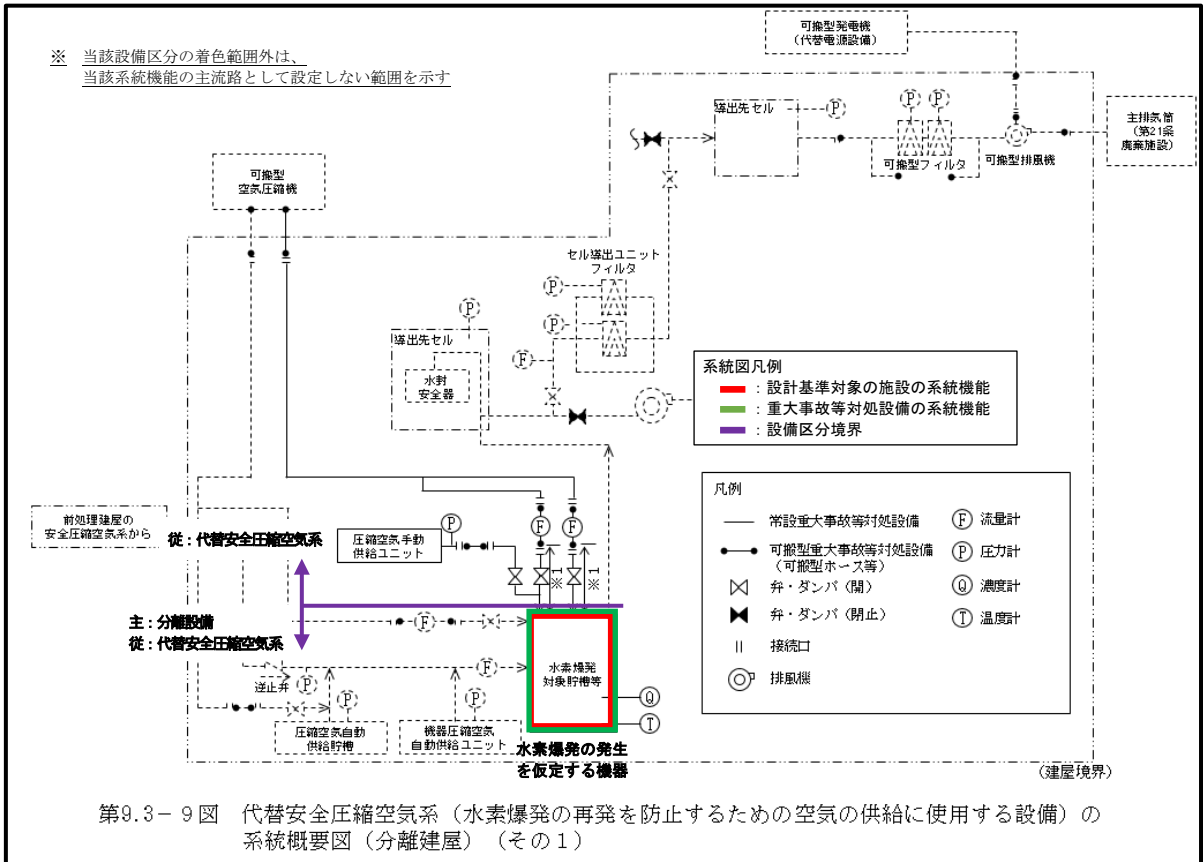 ※ 当該設備区分の着色範囲外は、
当該系統機能の主流路として設定しない範囲を示す
可搬型発電機
(代替電源設備)
導出先セル
P
P
P
主排気筒
(第21条
廃棄施設)
可搬型フィルタ
可搬型排風機
可搬型
空気圧縮機
セル導出ユニット
フィルタ
P
P
P
F
導出先セル
水封
安全器
系統図凡例
:設計基準対象の施設の系統機能
:重大事故等対処設備の系統機能
:設備区分境界
凡例
常設重大事故等対処設備
可搬型重大事故等対処設備
(可搬型ホース等)
弁・ダンパ(開)
弁・ダンパ(閉止)
接続口
排風機
F 流量計
P 圧力計
Q 濃度計
T 温度計
前処理建屋の
安全圧縮空気系から
従:代替安全圧縮空気系
圧縮空気手動
供給ユニット
P
F
F
※1
※1
主:分離設備
従:代替安全圧縮空気系
F
F
逆止弁
P
P
P
圧縮空気自動
供給貯槽
機器圧縮空気
自動供給ユニット
水素爆発
対象貯槽等
Q
T
水素爆発の発生
を仮定する機器
(建屋境界)
第9.3-9図 代替安全圧縮空気系(水素爆発の再発を防止するための空気の供給に使用する設備)の
系統概要図(分離建屋)(その1)